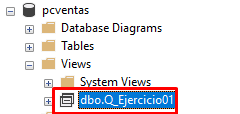 pcventas
Database Diagrams
Tables
Views
System Views
dbo.Q_Ejercicio01